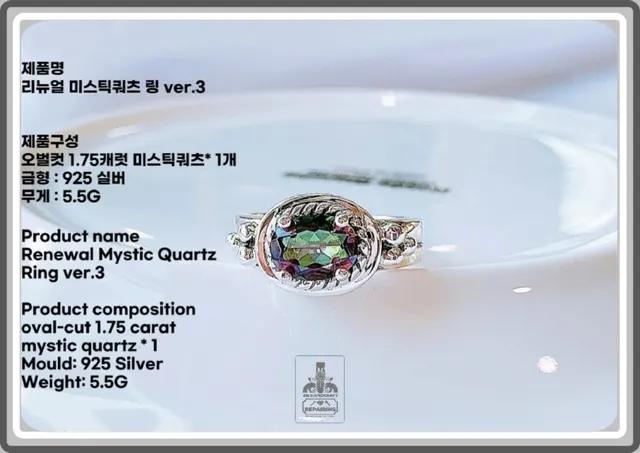 제품명
리뉴얼 미스틱쿼츠 링 ver.3
제품구성
오벌컷 1.75캐럿 미스틱쿼츠* 1개
금형 : 925 실버
무게 : 5.5G
Product name
Renewal Mystic Quartz
Ring ver.3
Product composition
oval-cut 1.75 carat
mystic quartz * 1
Mould: 925 Silver
Weight: 5.5G
REPAIRING